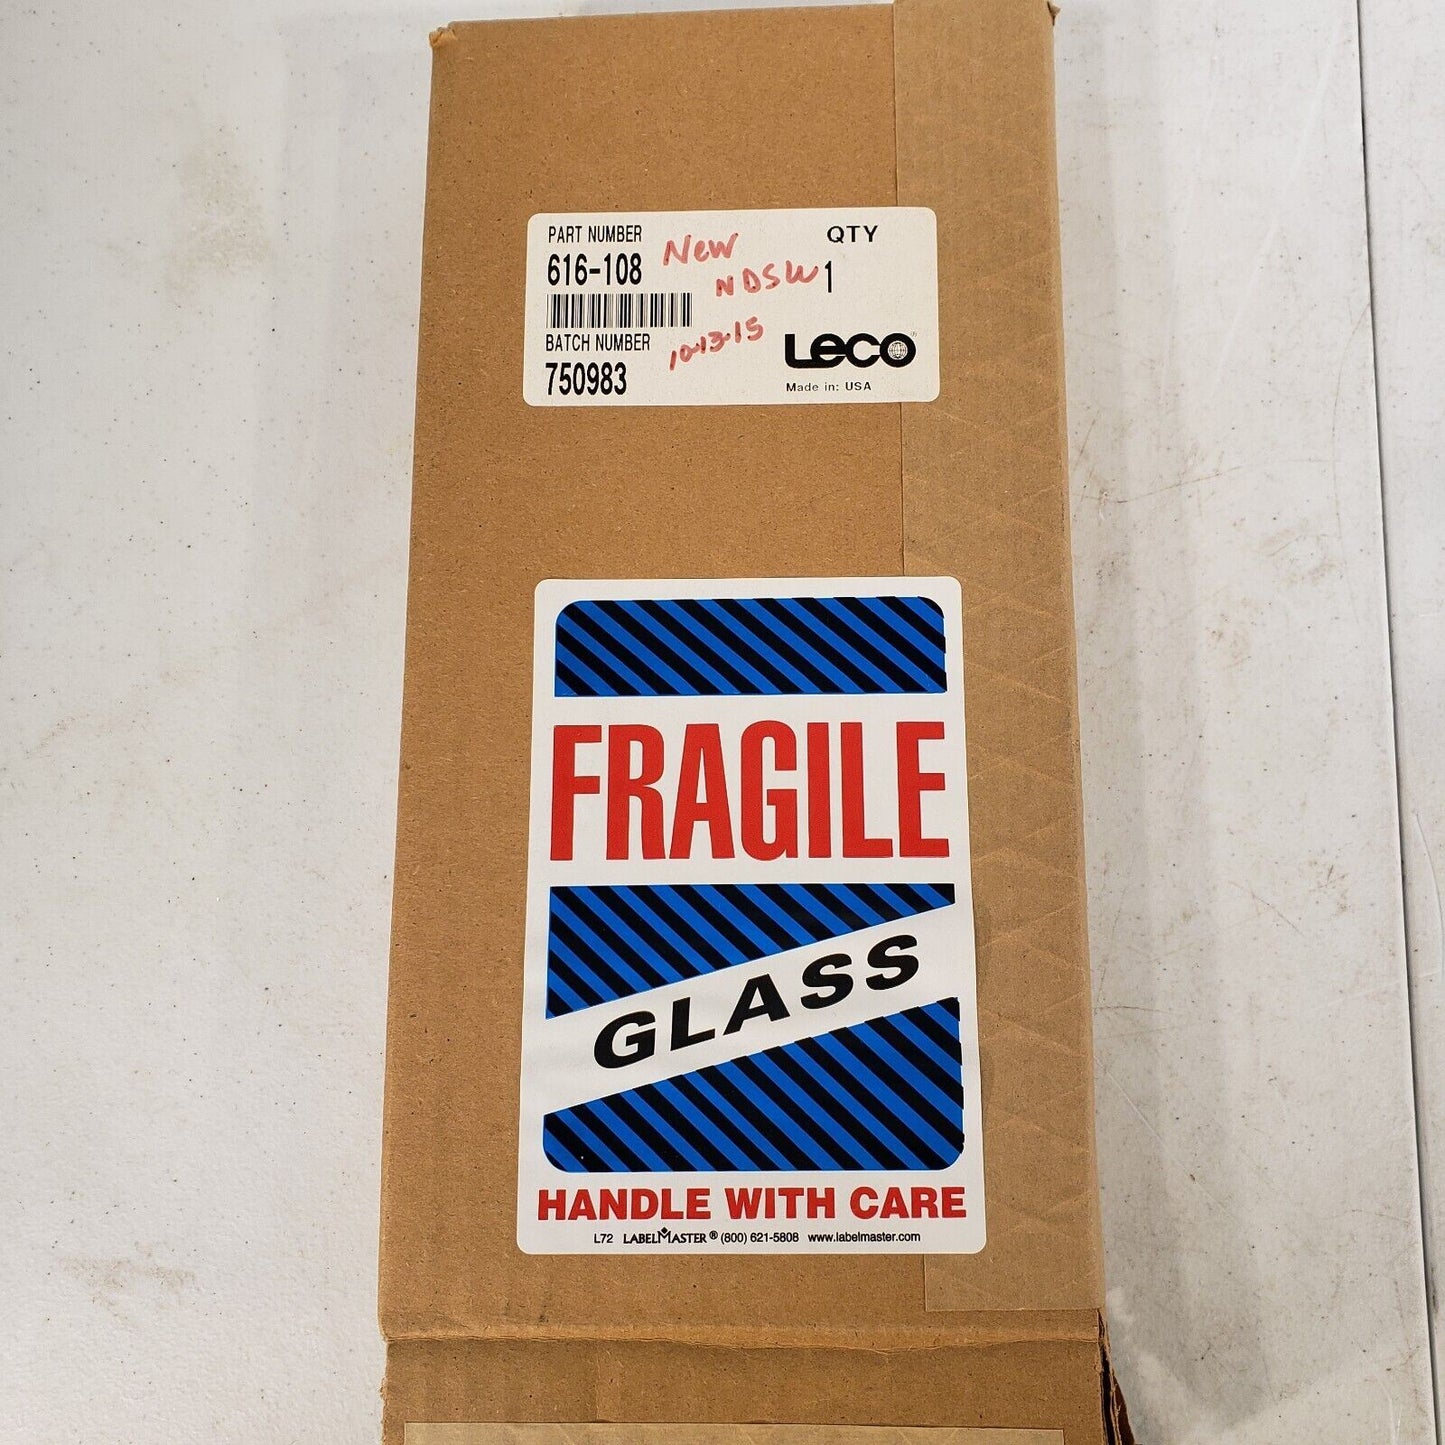 PART NUMBER
QTY
616-108
New
NDSW
1
BATCH NUMBER
10-13-15
750983
LECO®
Made in: USA
FRAGILE
GLASS
HANDLE WITH CARE
L72 LABELMASTER® (800) 621-5808 www.labelmaster.com